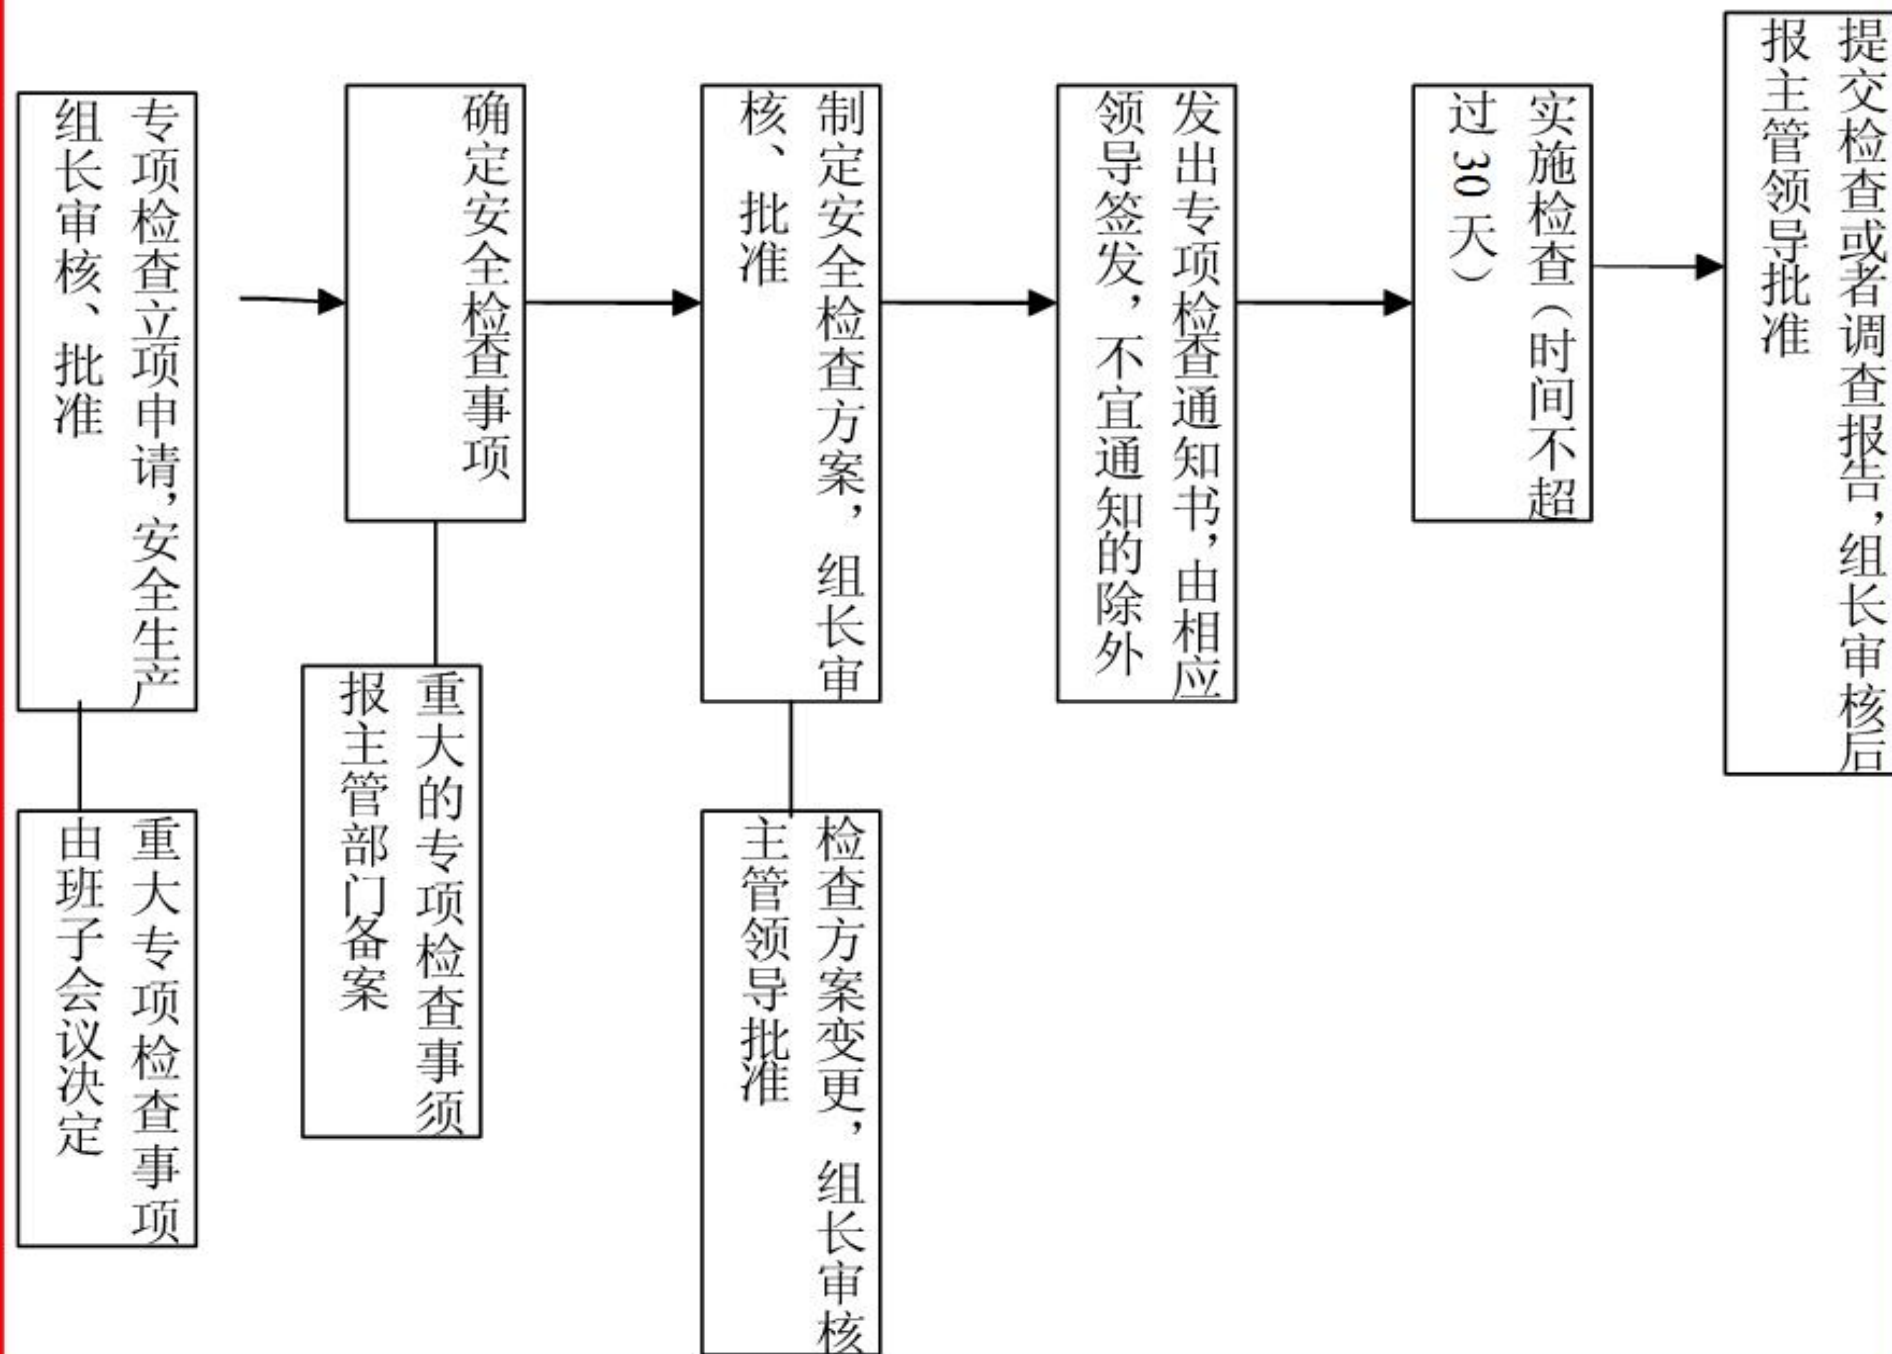 专项检查立项申请，安全生产
组长审核、批准
重大专项检查事项
由班子会议决定
确定安全检查事项
重大的专项检查事须
报主管部门备案
制定安全检查方案，组长审
核、批准
检查方案变更，组长审核
主管领导批准
发出专项检查通知书，由相应
领导签发，不宜通知的除外
实施检查（时间不超
过 30 天）
提交检查或者调查报告，组长审核后
报主管领导批准